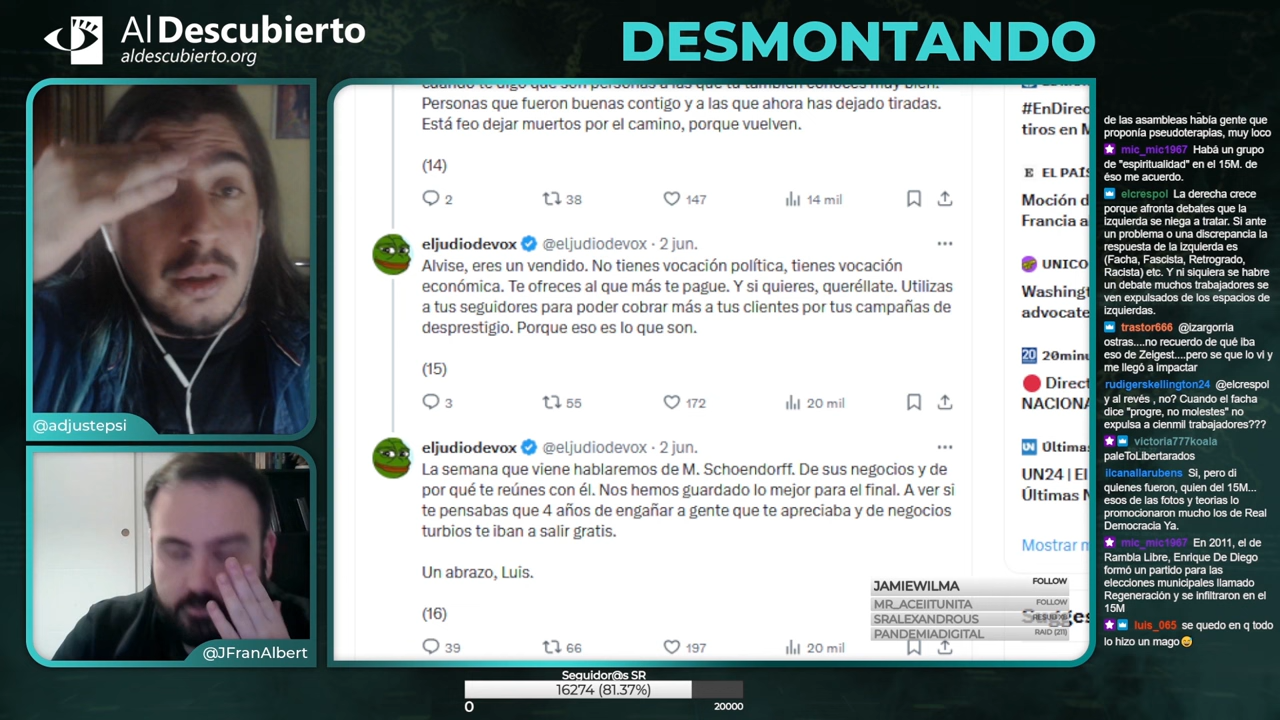 Al Descubierto
aldescubierto.org
DESMONTANDO
@adjustepsi
@JFranAlbert
Personas que fueron buenas contigo y a las que ahora has dejado tiradas.
Está feo dejar muertos por el camino, porque vuelven.
(14)
2 38 147 14 mil
eljudiodevox @eljudiodevox · 2 jun.
Alvise, eres un vendido. No tienes vocación política, tienes vocación
económica. Te ofreces al que más te pague. Y si quieres, queréllate. Utilizas
a tus seguidores para poder cobrar más a tus clientes por tus campañas de
desprestigio. Porque eso es lo que son.
(15)
3 55 172 20 mil
eljudiodevox @eljudiodevox · 2 jun.
La semana que viene hablaremos de M. Schoendorff. De sus negocios y de
por qué te reúnes con él. Nos hemos guardado lo mejor para el final. A ver si
te pensabas que 4 años de engañar a gente que te apreciaba y de negocios
turbios te iban a salir gratis.
Un abrazo, Luis.
(16)
39 66 197 20 mil
#EnDirec
tiros en M
E EL PAÍS
Moción d
Francia a
UNICO
Washingt
advocate
20 20minu
Direct
NACIONA
UN Última
UN24 | El
Últimas N
Mostrar m
JAMIEWILMA FOLLOW
MR_ACEIITUNITA FOLLOW
SRALEXANDROUS
PANDEMIADIGITAL RAID (211)
Seguidor@s SR
16274 (81.37%)
0 20000
de las asambleas había gente que
proponía pseudoterapias, muy loco
mic_mic1967 Habá un grupo
de "espiritualidad" en el 15M. de
éso me acuerdo.
elcrespol La derecha crece
porque afronta debates que la
izquierda se niega a tratar. Si ante
un problema o una discrepancia la
respuesta de la Izquierda es
(Facha, Fascista, Retrogrado,
Racista) etc. Y ni siquiera se habre
un debate muchos trabajadores se
ven expulsados de los espacios de
izquierdas.
trastor666 @izargorria
ostras....no recuerdo de qué iba
eso de Zeigest....pero se que lo vi y
me llegó a impactar
rudigerskellington24 @elcrespol
y al revés , no? Cuando el facha
dice "progre, no molestes" no
expulsa a cienmil trabajadores???
victoria777koala
paleToLibertarados
ilcanallarubens Si, pero di
quienes fueron, quien del 15M...
esos de las fotos y teorias lo
promocionaron mucho los de Real
Democracia Ya.
mic_mic1967 En 2011, el de
Rambla Libre, Enrique De Diego
formó un partido para las
elecciones municipales llamado
Regeneración y se infiltraron en el
15M
luis_065 se quedo en q todo
lo hizo un mago